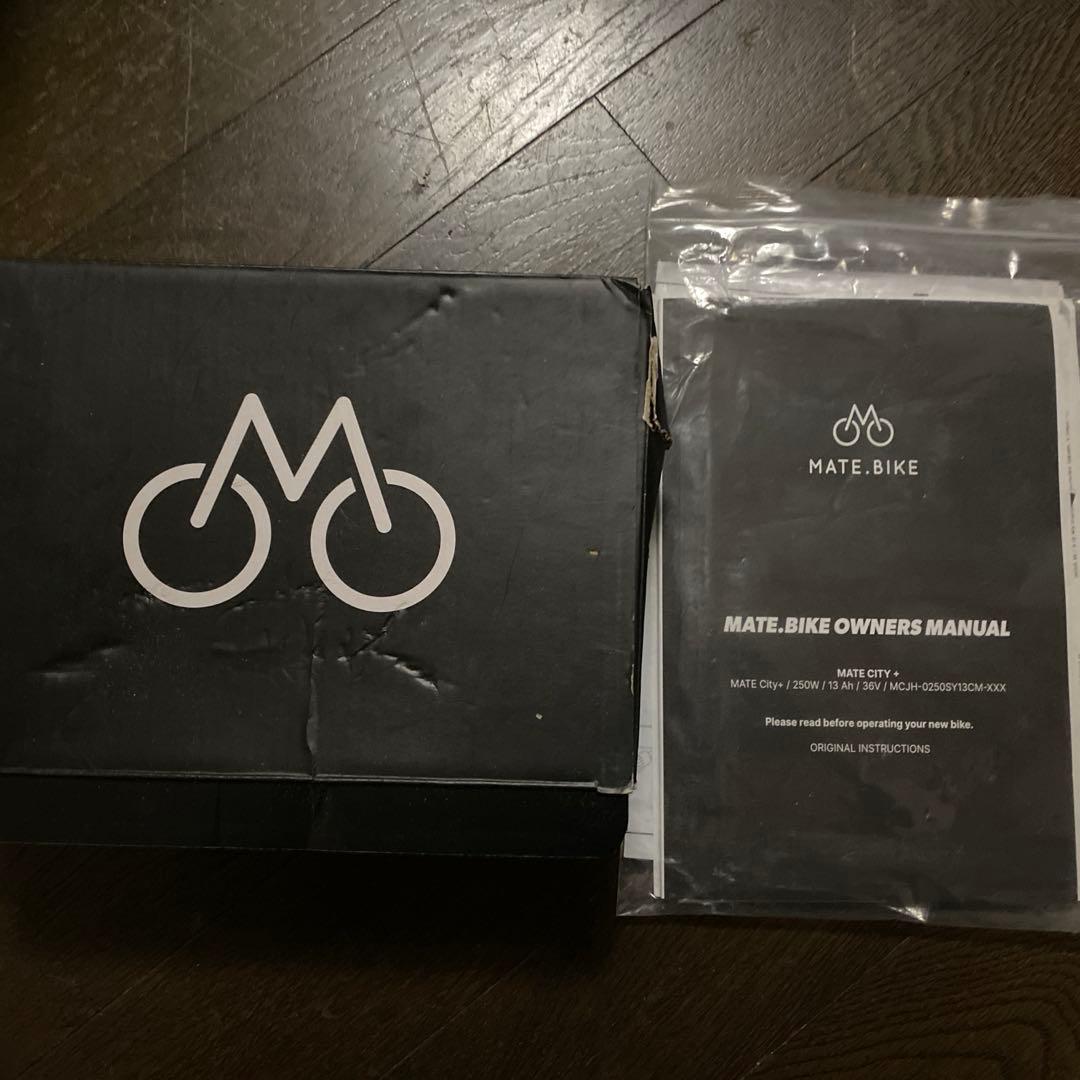 MATE.BIKE
MATE.BIKE OWNERS MANUAL
MATE CITY +
MATE City+ / 250W / 13 Ah / 36V / MCJH-0250SY13CM-XXX
Please read before operating your new bike.
ORIGINAL INSTRUCTIONS